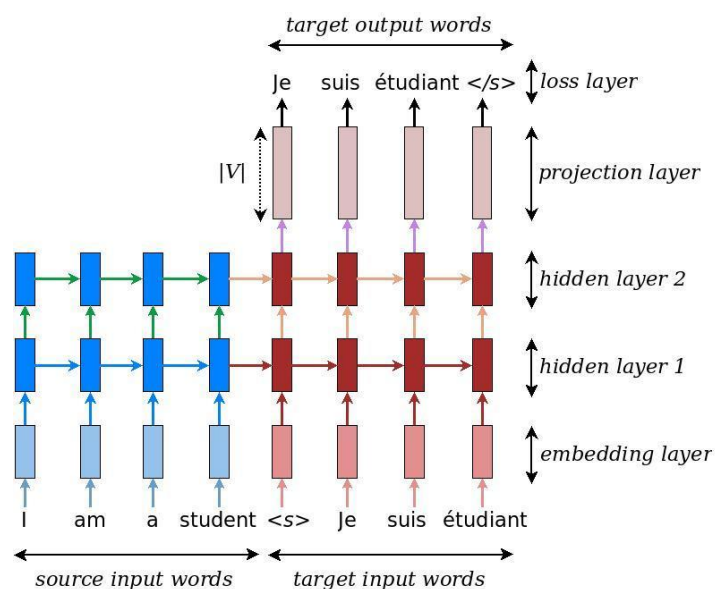 target output words
Je suis étudiant </s> loss layer
|V| projection layer
hidden layer 2
hidden layer 1
embedding layer
I am a student <s> Je suis étudiant
source input words target input words